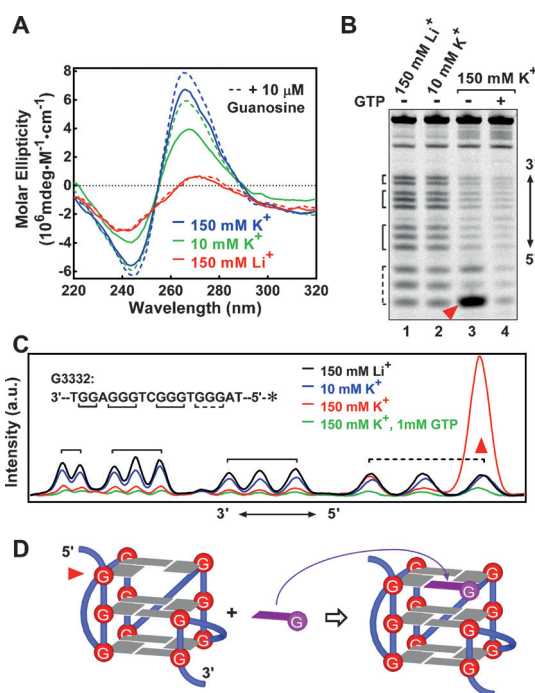 A
Molar Ellipticity
(10⁶mdeg·M⁻¹·cm⁻¹)
8
6
4
2
0
-2
-4
-6
+ 10 μM
Guanosine
150 mM K⁺
10 mM K⁺
150 mM Li⁺
220 240 260 280 300 320
Wavelength (nm)
B
150 mM Li⁺
10 mM K⁺
150 mM K⁺
GTP - - - +
3'
5'
1 2 3 4
C
Intensity (a.u.)
G3332:
3'--TGGAGGGTCGGGTGGGAT--5'-*
150 mM Li⁺
10 mM K⁺
150 mM K⁺
150 mM K⁺, 1mM GTP
3' 5'
D
5'
G G G G G G G G G G G
3'
+
G
G G G G G G G G G G G G